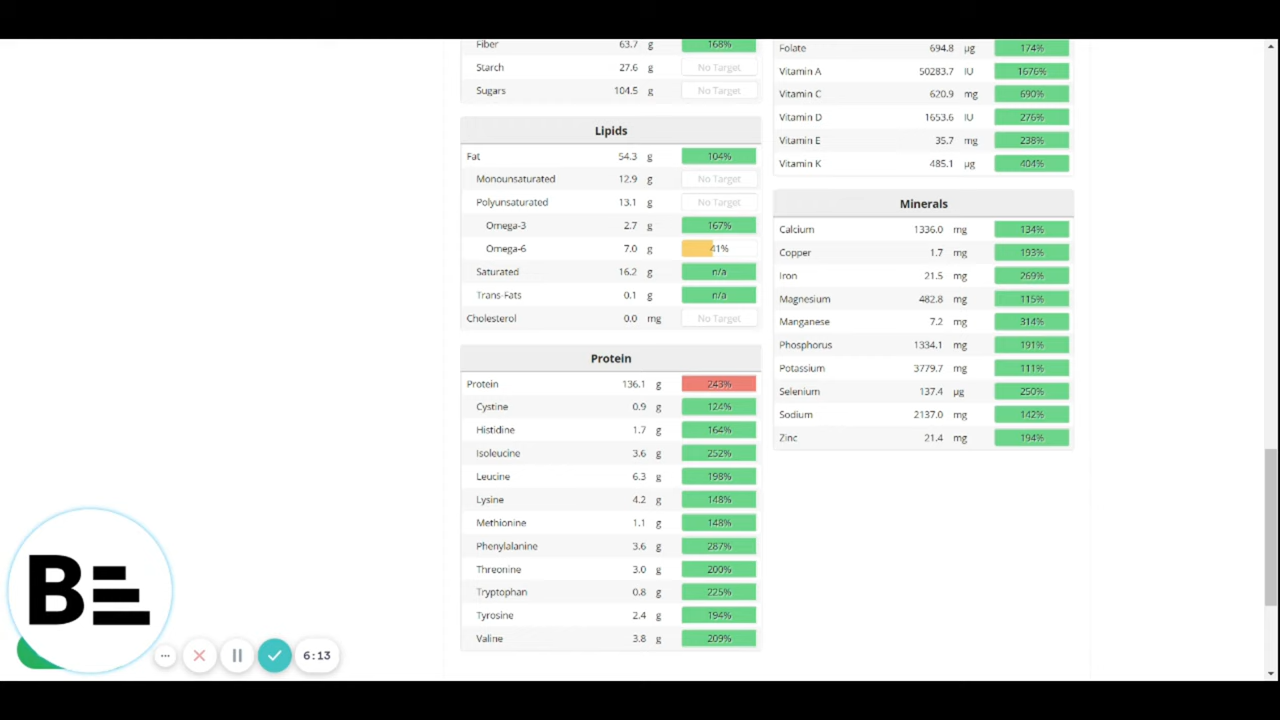 Fiber 63.7 g 168%
Starch 27.6 g No Target
Sugars 104.5 g No Target
Lipids
Fat 54.3 g 104%
Monounsaturated 12.9 g No Target
Polyunsaturated 13.1 g No Target
Omega-3 2.7 g 167%
Omega-6 7.0 g 41%
Saturated 16.2 g n/a
Trans-Fats 0.1 g n/a
Cholesterol 0.0 mg No Target
Protein
Protein 136.1 g 243%
Cystine 0.9 g 124%
Histidine 1.7 g 164%
Isoleucine 3.6 g 252%
Leucine 6.3 g 198%
Lysine 4.2 g 148%
Methionine 1.1 g 148%
Phenylalanine 3.6 g 287%
Threonine 3.0 g 200%
Tryptophan 0.8 g 225%
Tyrosine 2.4 g 194%
Valine 3.8 g 209%
Folate 694.8 µg 174%
Vitamin A 50283.7 IU 1676%
Vitamin C 620.9 mg 690%
Vitamin D 1653.6 IU 276%
Vitamin E 35.7 mg 238%
Vitamin K 485.1 µg 404%
Minerals
Calcium 1336.0 mg 134%
Copper 1.7 mg 193%
Iron 21.5 mg 269%
Magnesium 482.8 mg 115%
Manganese 7.2 mg 314%
Phosphorus 1334.1 mg 191%
Potassium 3779.7 mg 111%
Selenium 137.4 µg 250%
Sodium 2137.0 mg 142%
Zinc 21.4 mg 194%
BE
6:13